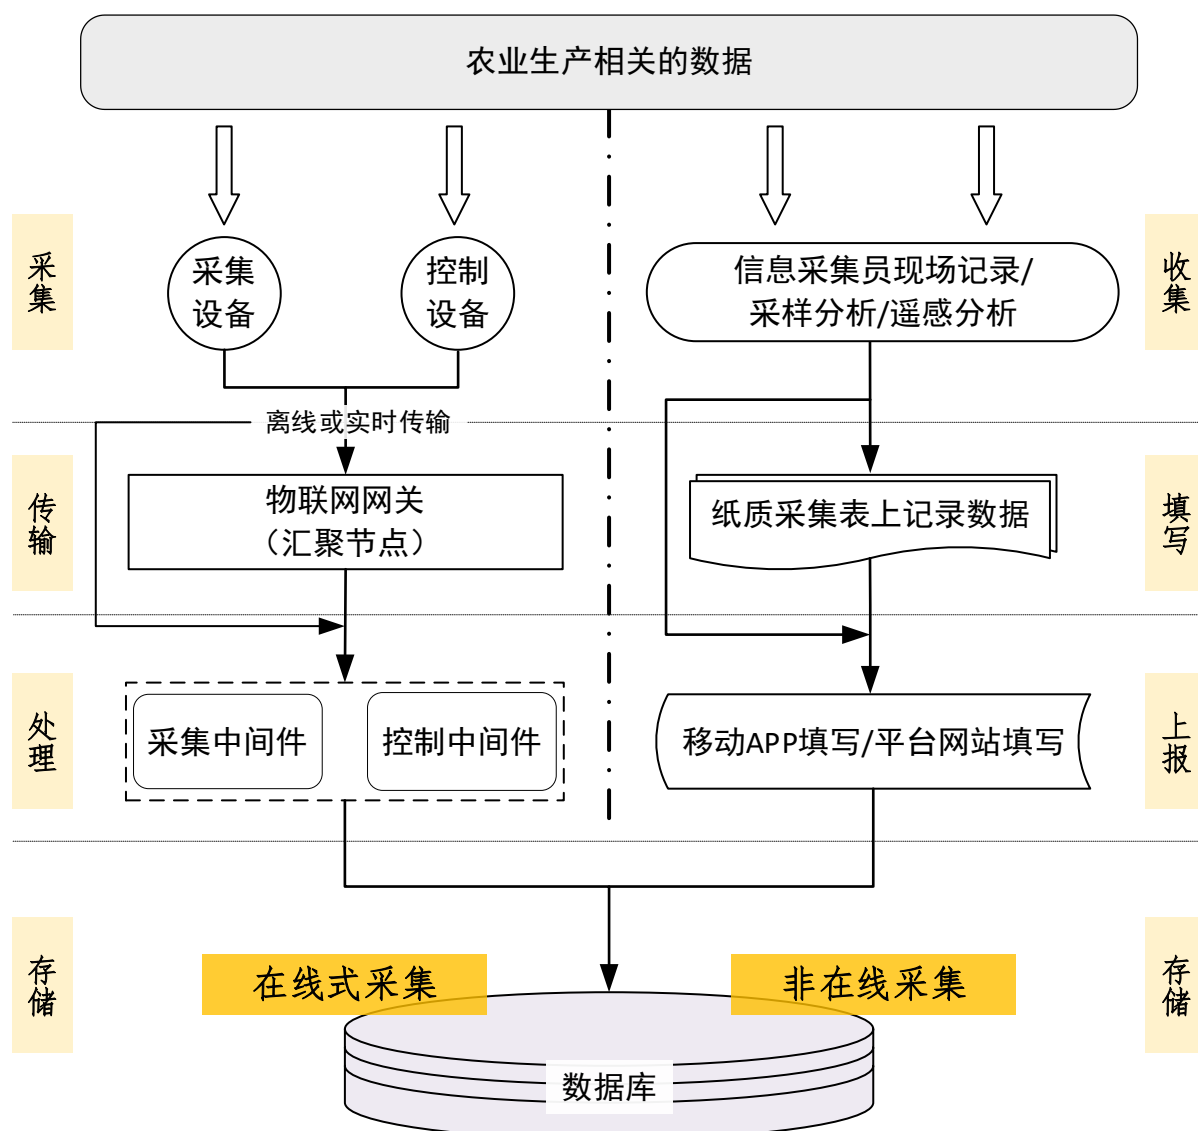 农业生产相关的数据
采集
采集
设备
控制
设备
信息采集员现场记录/
采样分析/遥感分析
收集
离线或实时传输
传输
物联网网关
（汇聚节点）
纸质采集表上记录数据
填写
处理
采集中间件
控制中间件
移动APP填写/平台网站填写
上报
存储
在线式采集
非在线采集
存储
数据库